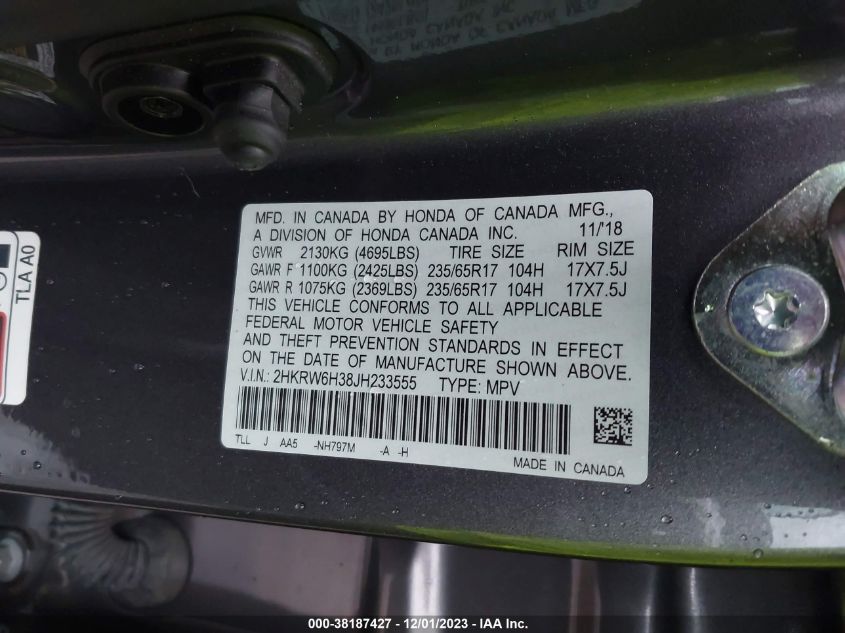 MFD. IN CANADA BY HONDA OF CANADA MFG.,
A DIVISION OF HONDA CANADA INC. 11/'18
GVWR 2130KG (4695LBS) TIRE SIZE RIM SIZE
GAWR F 1100KG (2425LBS) 235/65R17 104H 17X7.5J
GAWR R 1075KG (2369LBS) 235/65R17 104H 17X7.5J
THIS VEHICLE CONFORMS TO ALL APPLICABLE
FEDERAL MOTOR VEHICLE SAFETY
AND THEFT PREVENTION STANDARDS IN EFFECT
ON THE DATE OF MANUFACTURE SHOWN ABOVE.
V.I.N.: 2HKRW6H38JH233555 TYPE: MPV
TLL J AA5 -NH797M -A -H
MADE IN CANADA
TLA A0
000-38187427 - 12/01/2023 - IAA Inc.